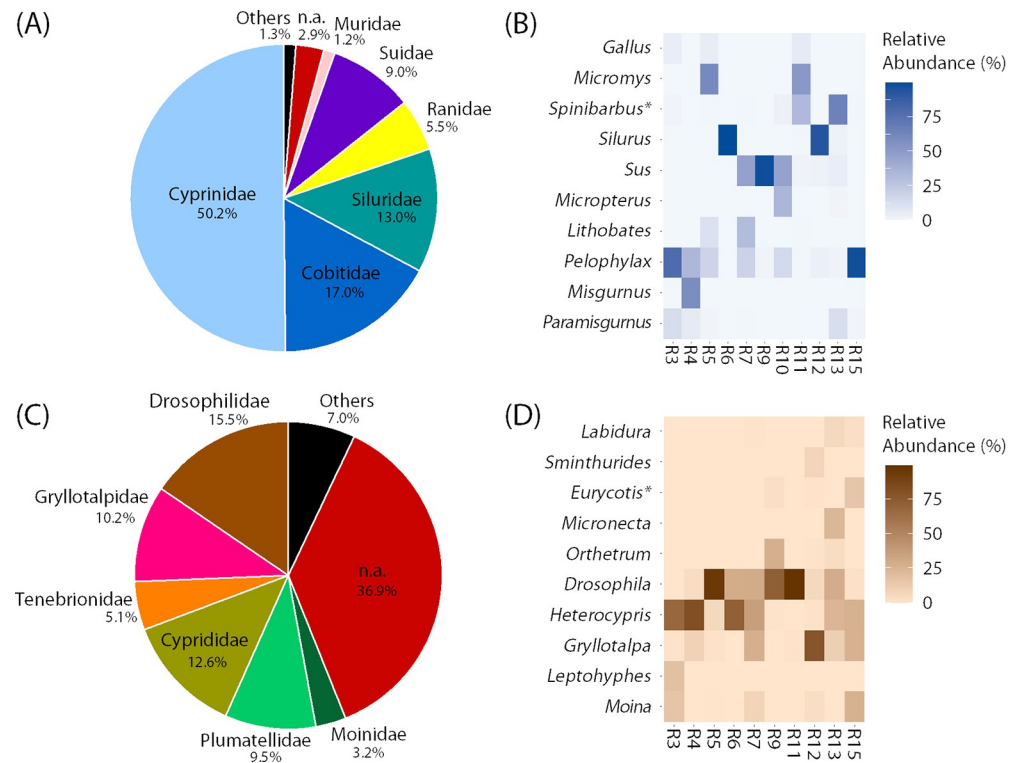 (A)
Others
1.3%
n.a.
2.9%
Muridae
1.2%
Suidae
9.0%
Ranidae
5.5%
Siluridae
13.0%
Cobitidae
17.0%
Cyprinidae
50.2%
(B)
Gallus
Micromys
Spinibarbus*
Silurus
Sus
Micropterus
Lithobates
Pelophylax
Misgurnus
Paramisgurnus
R3
R4
R5
R6
R7
R9
R10
R11
R12
R13
R15
Relative
Abundance (%)
75
50
25
0
(C)
Drosophilidae
15.5%
Others
7.0%
Gryllotalpidae
10.2%
n.a.
36.9%
Tenebrionidae
5.1%
Cyprididae
12.6%
Plumatellidae
9.5%
Moinidae
3.2%
(D)
Labidura
Sminthurides
Eurycotis*
Micronecta
Orthetrum
Drosophila
Heterocypris
Gryllotalpa
Leptohyphes
Moina
R3
R4
R5
R6
R7
R9
R11
R12
R13
R15
Relative
Abundance (%)
75
50
25
0